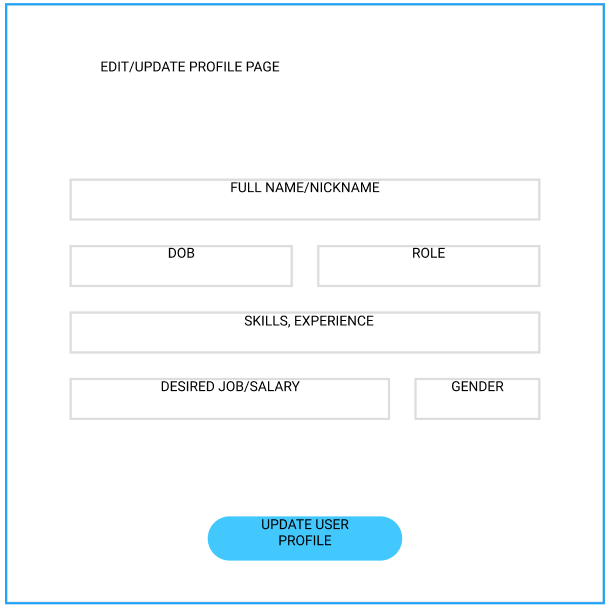 EDIT/UPDATE PROFILE PAGE
FULL NAME/NICKNAME
DOB
ROLE
SKILLS, EXPERIENCE
DESIRED JOB/SALARY
GENDER
UPDATE USER
PROFILE